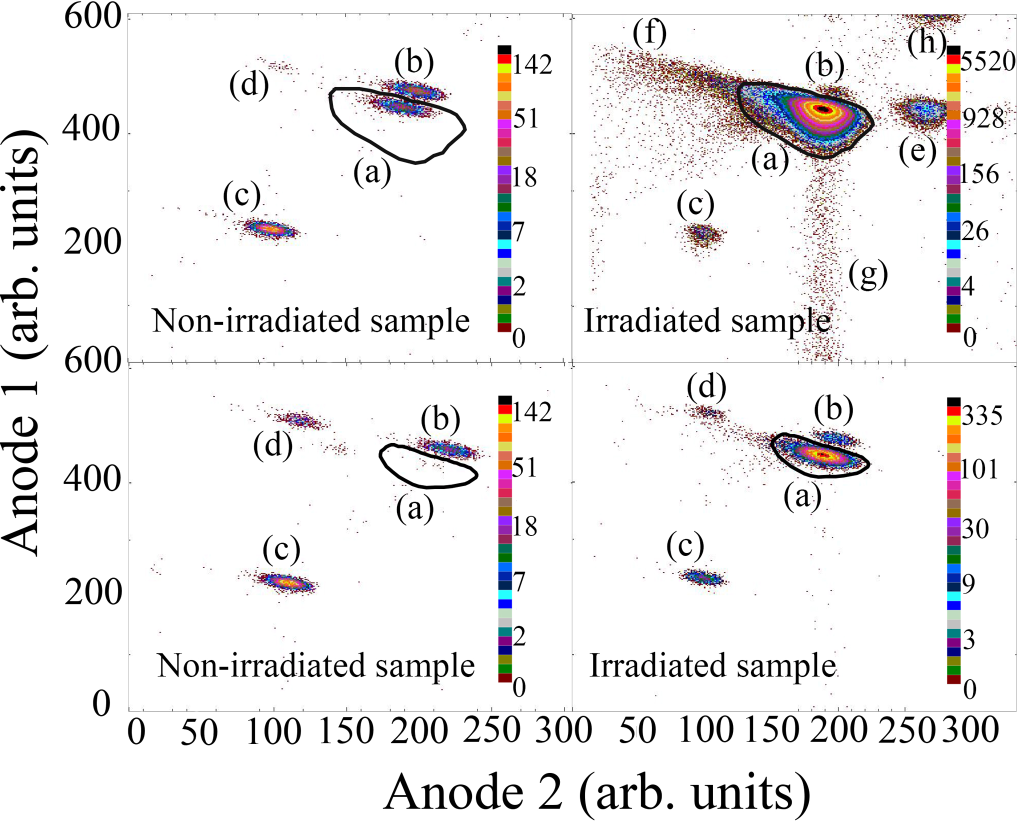 Anode 1 (arb. units)
600
400
200
600
400
200
0
(d)
(b)
(a)
(c)
Non-irradiated sample
142
51
18
7
2
0
(f)
(b)
(h)
(a)
(e)
(c)
(g)
Irradiated sample
5520
928
156
26
4
0
(d)
(b)
(a)
(c)
Non-irradiated sample
142
51
18
7
2
0
(d)
(b)
(a)
(c)
Irradiated sample
335
101
30
9
3
0
0 50 100 150 200 250 300 50 100 150 200 250 300
Anode 2 (arb. units)